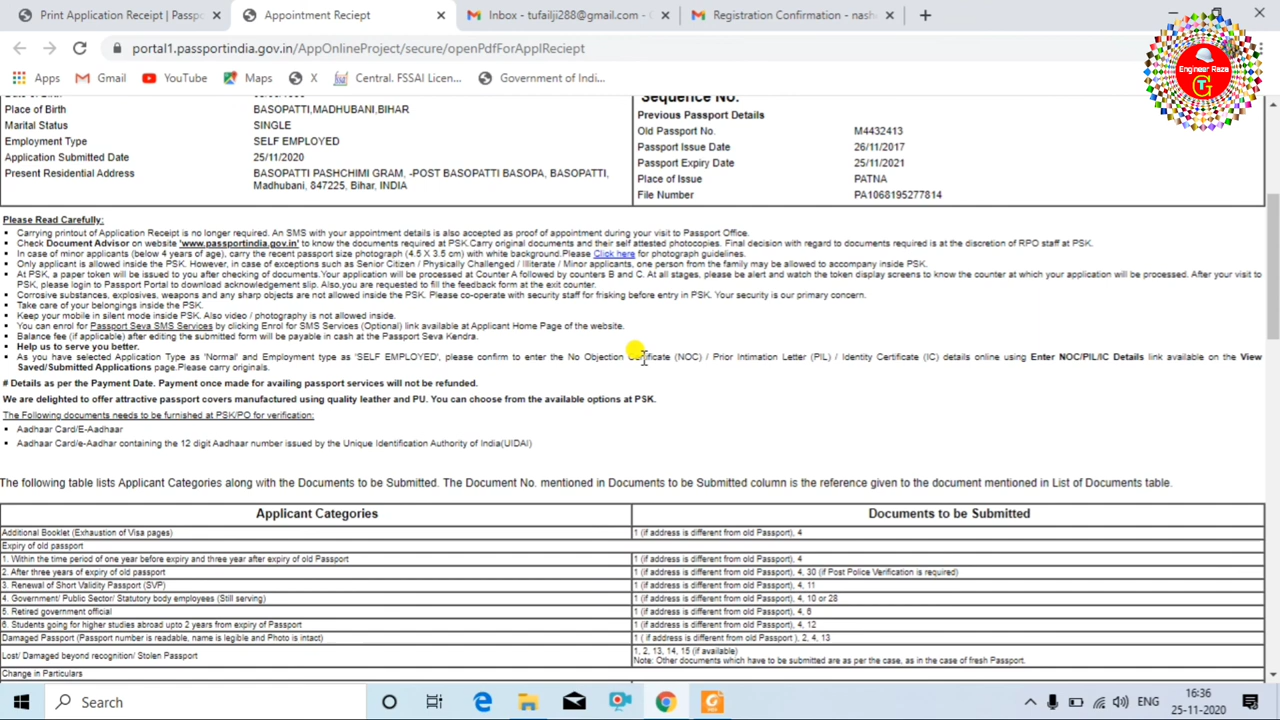 Print Application Receipt | Passpo
Appointment Reciept
Inbox - tufailji288@gmail.com - G
Registration Confirmation - nash
portal1.passportindia.gov.in/AppOnlineProject/secure/openPdfForApplReciept
Engineer Raza
Apps
Gmail
YouTube
Maps
X
Central. FSSAI Licen...
Government of Indi...
Place of Birth BASOPATTI,MADHUBANI,BIHAR
Marital Status SINGLE
Employment Type SELF EMPLOYED
Application Submitted Date 25/11/2020
Present Residential Address BASOPATTI PASHCHIMI GRAM, -POST BASOPATTI BASOPA, BASOPATTI,
Madhubani, 847225, Bihar, INDIA
Sequence No.
Previous Passport Details
Old Passport No. M4432413
Passport Issue Date 26/11/2017
Passport Expiry Date 25/11/2021
Place of Issue PATNA
File Number PA1068195277814
Please Read Carefully:
Carrying printout of Application Receipt is no longer required. An SMS with your appointment details is also accepted as proof of appointment during your visit to Passport Office.
Check Document Advisor on website 'www.passportindia.gov.in' to know the documents required at PSK.Carry original documents and their self attested photocopies. Final decision with regard to documents required is at the discretion of RPO staff at PSK.
In case of minor applicants (below 4 years of age), carry the recent passport size photograph (4.5 X 3.5 cm) with white background.Please Click here for photograph guidelines.
Only applicant is allowed inside the PSK. However, in case of exceptions such as Senior Citizen / Physically Challenged / Illiterate / Minor applicants, one person from the family may be allowed to accompany inside PSK.
At PSK, a paper token will be issued to you after checking of documents.Your application will be processed at Counter A followed by counters B and C. At all stages, please be alert and watch the token display screens to know the counter at which your application will be processed. After your visit to
PSK, please login to Passport Portal to download acknowledgement slip. Also,you are requested to fill the feedback form at the exit counter.
Corrosive substances, explosives, weapons and any sharp objects are not allowed inside the PSK. Please co-operate with security staff for frisking before entry in PSK. Your security is our primary concern.
Take care of your belongings inside the PSK.
Keep your mobile in silent mode inside PSK. Also video / photography is not allowed inside.
You can enrol for Passport Seva SMS Services by clicking Enrol for SMS Services (Optional) link available at Applicant Home Page of the website.
Balance fee (if applicable) after editing the submitted form will be payable in cash at the Passport Seva Kendra.
Help us to serve you better.
As you have selected Application Type as 'Normal' and Employment type as 'SELF EMPLOYED', please confirm to enter the No Objection Certificate (NOC) / Prior Intimation Letter (PIL) / Identity Certificate (IC) details online using Enter NOC/PIL/IC Details link available on the View
Saved/Submitted Applications page.Please carry originals.
# Details as per the Payment Date. Payment once made for availing passport services will not be refunded.
We are delighted to offer attractive passport covers manufactured using quality leather and PU. You can choose from the available options at PSK.
The Following documents needs to be furnished at PSK/PO for verification:
Aadhaar Card/E-Aadhaar
Aadhaar Card/e-Aadhar containing the 12 digit Aadhaar number issued by the Unique Identification Authority of India(UIDAI)
The following table lists Applicant Categories along with the Documents to be Submitted. The Document No. mentioned in Documents to be Submitted column is the reference given to the document mentioned in List of Documents table.
Applicant Categories Documents to be Submitted
Additional Booklet (Exhaustion of Visa pages) 1 (if address is different from old Passport), 4
Expiry of old passport
1. Within the time period of one year before expiry and three year after expiry of old Passport 1 (if address is different from old Passport), 4
2. After three years of expiry of old passport 1 (if address is different from old Passport), 4, 30 (if Post Police Verification is required)
3. Renewal of Short Validity Passport (SVP) 1 (if address is different from old Passport), 4, 11
4. Government/ Public Sector/ Statutory body employees (Still serving) 1 (if address is different from old Passport), 4, 10 or 28
5. Retired government official 1 (if address is different from old Passport), 4, 6
6. Students going for higher studies abroad upto 2 years from expiry of Passport 1 (if address is different from old Passport), 4, 12
Damaged Passport (Passport number is readable, name is legible and Photo is intact) 1 ( if address is different from old Passport ), 2, 4, 13
Lost/ Damaged beyond recognition/ Stolen Passport 1, 2, 13, 14, 15 (if available)
Note: Other documents which have to be submitted are as per the case, as in the case of fresh Passport.
Change in Particulars
Search
ENG
16:36
25-11-2020